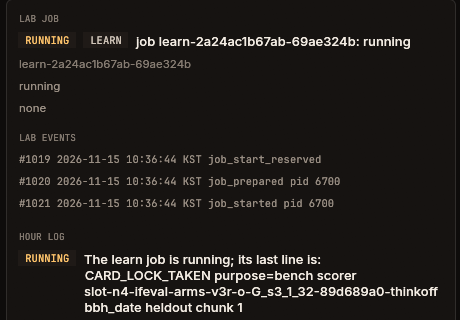 LAB JOB
RUNNING LEARN job learn-2a24ac1b67ab-69ae324b: running
learn-2a24ac1b67ab-69ae324b
running
none
LAB EVENTS
#1019 2026-11-15 10:36:44 KST job_start_reserved
#1020 2026-11-15 10:36:44 KST job_prepared pid 6700
#1021 2026-11-15 10:36:44 KST job_started pid 6700
HOUR LOG
RUNNING The learn job is running; its last line is:
CARD_LOCK_TAKEN purpose=bench scorer
slot-n4-ifeval-arms-v3r-o-G_s3_1_32-89d689a0-thinkoff
bbh_date heldout chunk 1